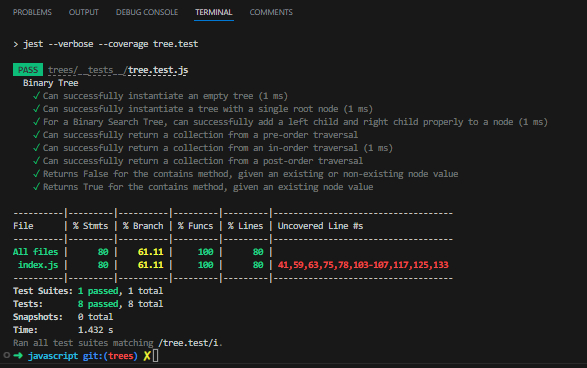 PROBLEMS OUTPUT DEBUG CONSOLE TERMINAL COMMENTS
> jest --verbose --coverage tree.test
PASS trees/__tests__/tree.test.js
Binary Tree
✓ Can successfully instantiate an empty tree (1 ms)
✓ Can successfully instantiate a tree with a single root node (1 ms)
✓ For a Binary Search Tree, can successfully add a left child and right child properly to a node (1 ms)
✓ Can successfully return a collection from a pre-order traversal
✓ Can successfully return a collection from an in-order traversal (1 ms)
✓ Can successfully return a collection from a post-order traversal
✓ Returns False for the contains method, given an existing or non-existing node value
✓ Returns True for the contains method, given an existing node value
----------|---------|----------|---------|---------|-----------------------------------
File | % Stmts | % Branch | % Funcs | % Lines | Uncovered Line #s
----------|---------|----------|---------|---------|-----------------------------------
All files | 80 | 61.11 | 100 | 80 |
index.js | 80 | 61.11 | 100 | 80 | 41,59,63,75,78,103-107,117,125,133
----------|---------|----------|---------|---------|-----------------------------------
Test Suites: 1 passed, 1 total
Tests: 8 passed, 8 total
Snapshots: 0 total
Time: 1.432 s
Ran all test suites matching /tree.test/i.
➜ javascript git:(trees) ✗